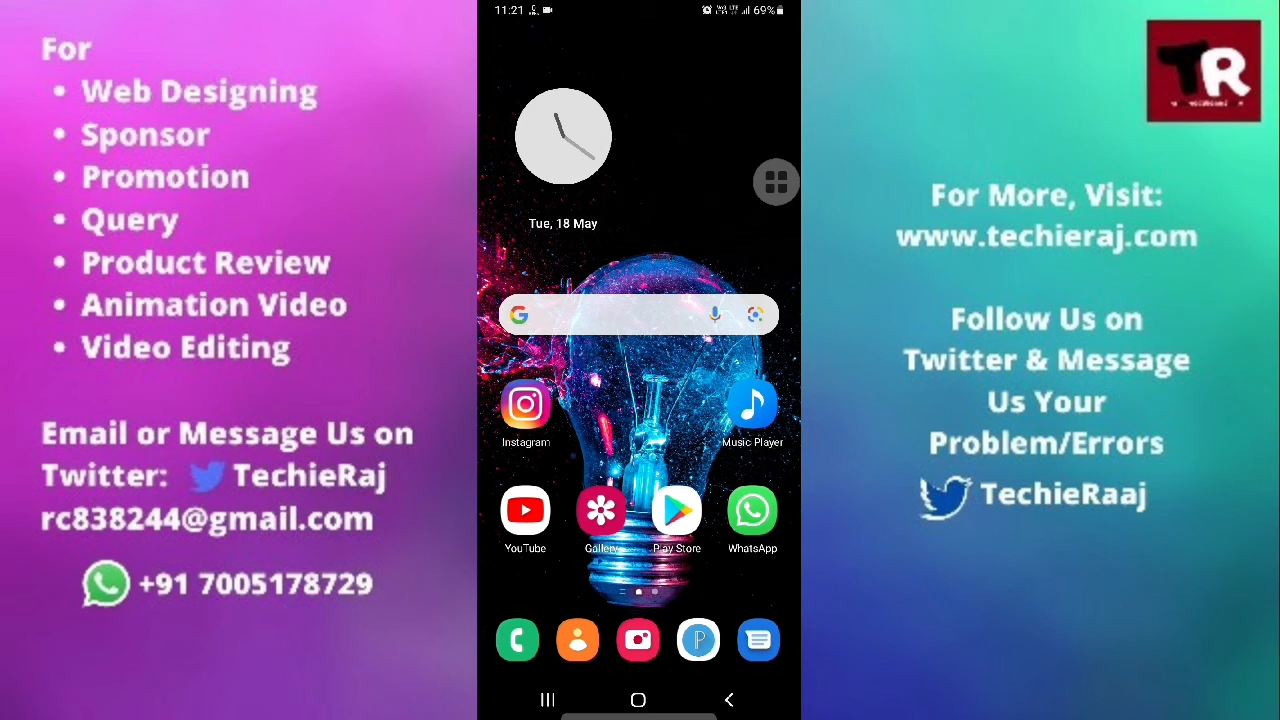 For
• Web Designing
• Sponsor
• Promotion
• Query
• Product Review
• Animation Video
• Video Editing
Email or Message Us on
Twitter: TechieRaj
rc838244@gmail.com
+91 7005178729
11:21
69%
Tue, 18 May
G
Instagram
Music Player
YouTube
Gallery
Play Store
WhatsApp
P
TR
For More, Visit:
www.techieraj.com
Follow Us on
Twitter & Message
Us Your
Problem/Errors
TechieRaaj